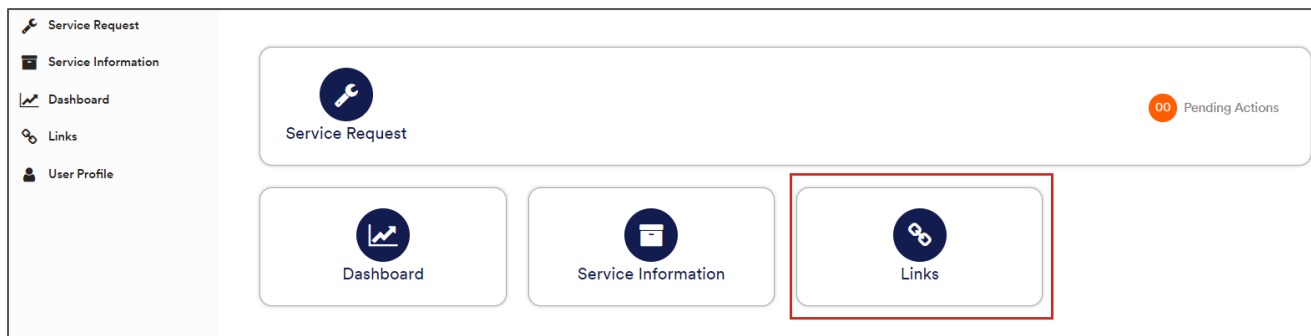 Service Request
Service Information
Dashboard
Links
User Profile
Service Request
00 Pending Actions
Dashboard
Service Information
Links